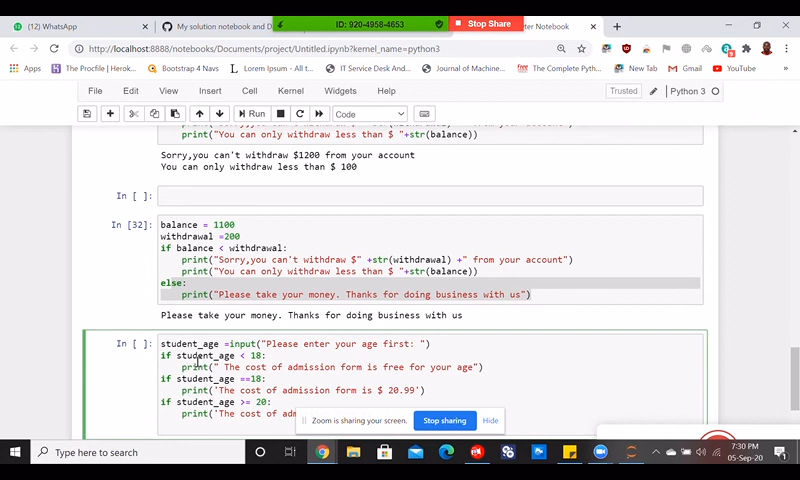 (12) WhatsApp
My solution notebook and D
ID: 920-4958-4653
Stop Share
ter Notebook
http://localhost:8888/notebooks/Documents/project/Untitled.ipynb?kernel_name=python3
Apps
The Procfile | Herok...
Bootstrap 4 Navs
Lorem Ipsum - All t...
IT Service Desk And...
Journal of Machine...
The Complete Pyth...
New Tab
Gmail
YouTube
File Edit View Insert Cell Kernel Widgets Help
Trusted
Python 3
Run
Code
print("You can only withdraw less than $ "+str(balance))
Sorry,you can't withdraw $1200 from your account
You can only withdraw less than $ 100
In [ ]:
In [32]:
balance = 1100
withdrawal =200
if balance < withdrawal:
print("Sorry,you can't withdraw $" +str(withdrawal) +" from your account")
print("You can only withdraw less than $ "+str(balance))
else:
print("Please take your money. Thanks for doing business with us")
Please take your money. Thanks for doing business with us
In [ ]:
student_age =input("Please enter your age first: ")
if student_age < 18:
print(" The cost of admission form is free for your age")
if student_age ==18:
print('The cost of admission form is $ 20.99')
if student_age >= 20:
print('The cost of ad
Zoom is sharing your screen.
Stop sharing
Hide
Type here to search
7:30 PM
05-Sep-20